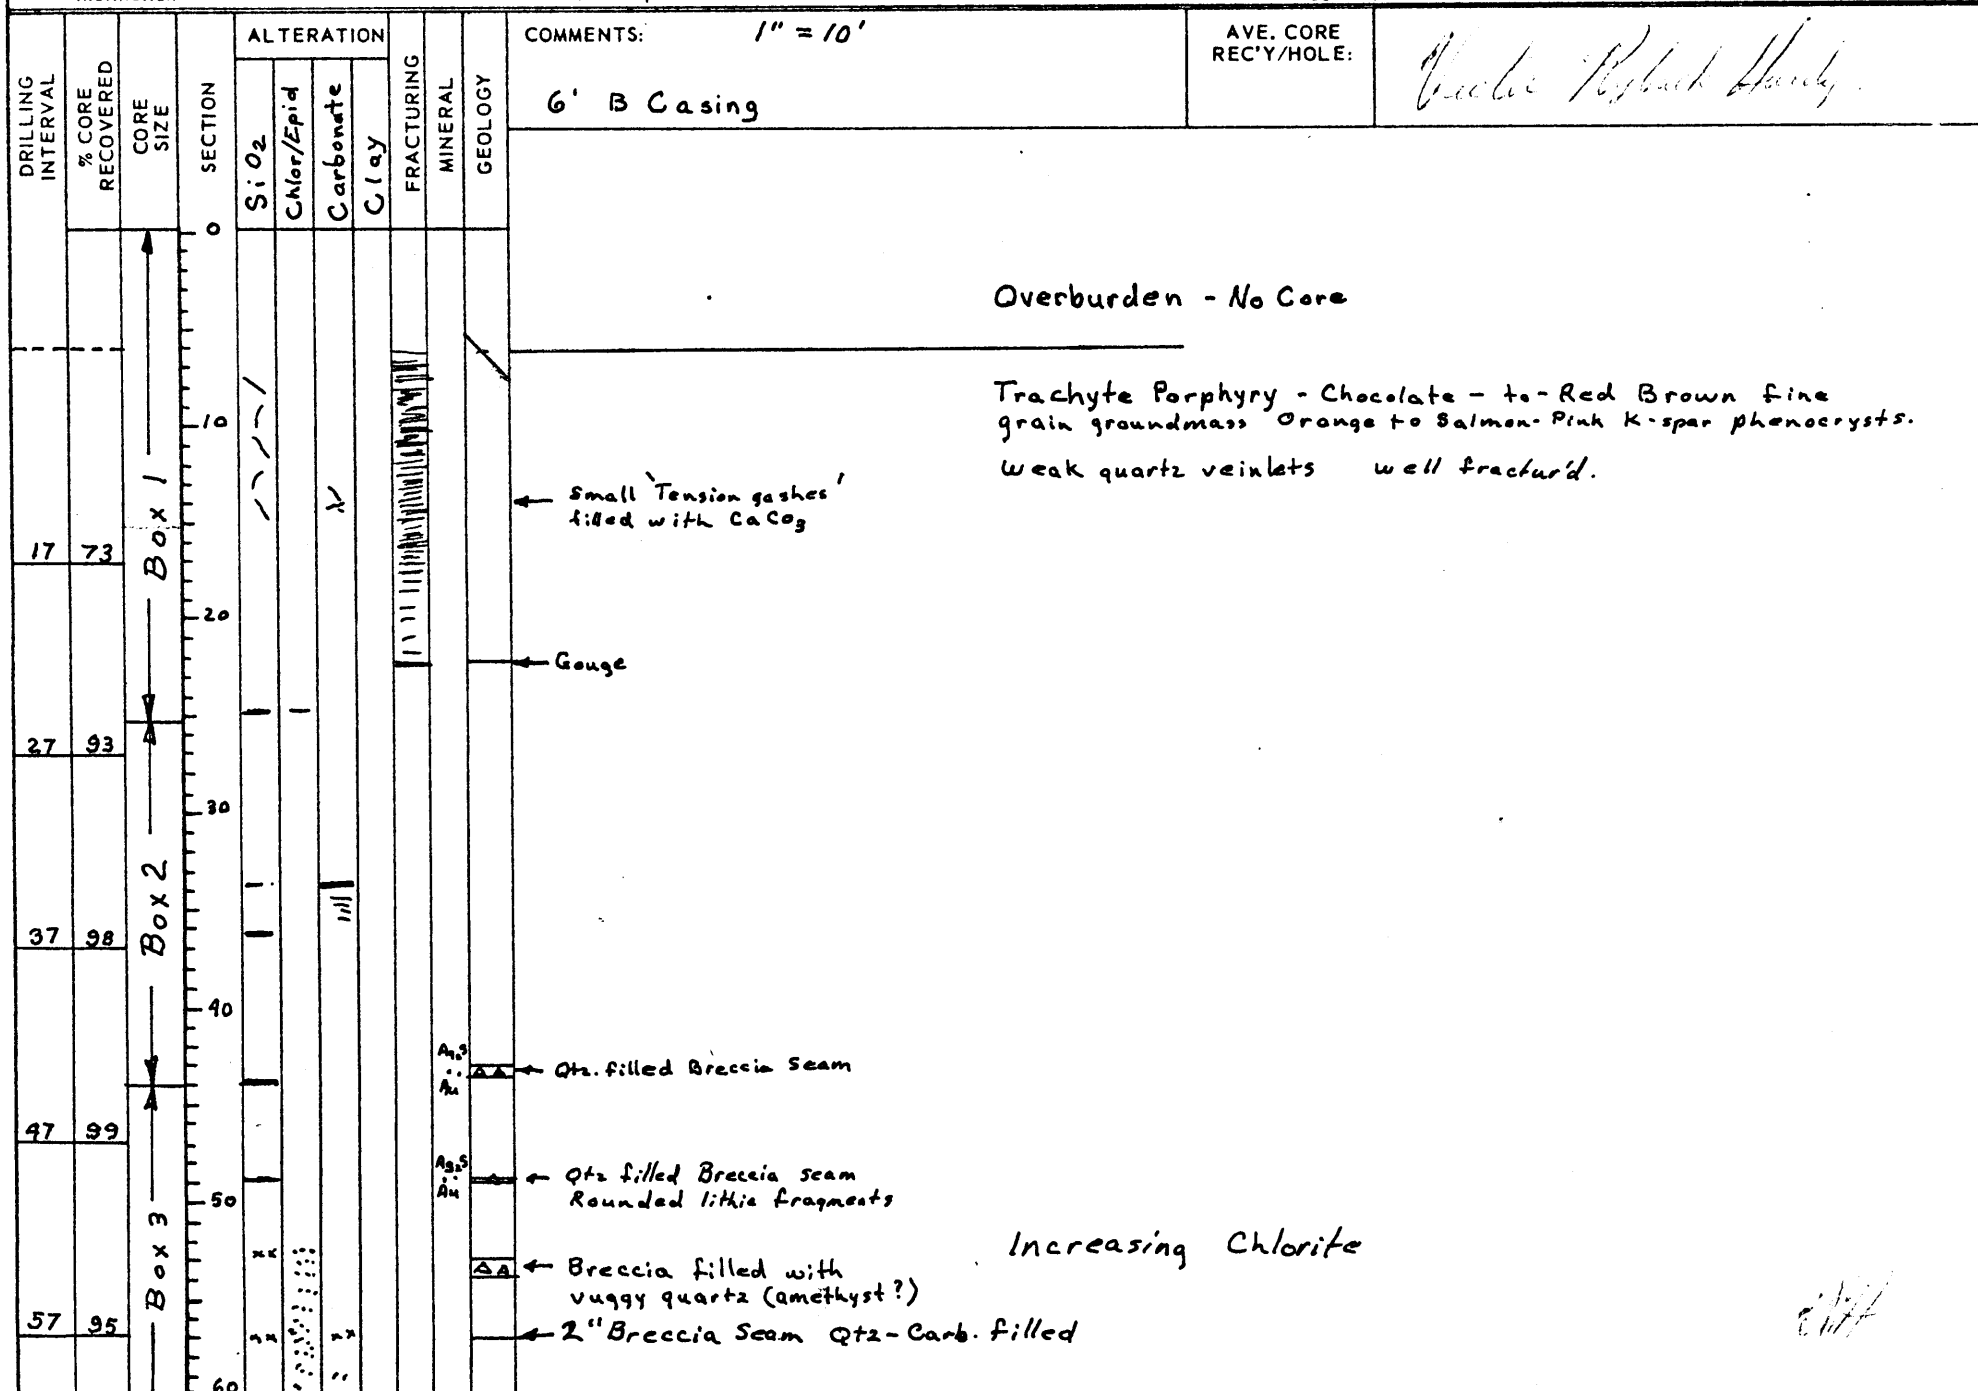 ALTERATION
COMMENTS: 1" = 10'
AVE. CORE
REC'Y/HOLE:
6' B Casing
DRILLING
INTERVAL
% CORE
RECOVERED
CORE
SIZE
SECTION
SiO2
Chlor/Epid
Carbonate
Clay
FRACTURING
MINERAL
GEOLOGY
0
Overburden - No Core
Trachyte Porphyry - Chocolate - to - Red Brown fine
10
grain groundmass Orange to Salmon-Pink K-spar phenocrysts.
weak quartz veinlets well fractur'd.
Box 1
Small 'Tension gashes'
filled with CaCO3
17 73
20
Gouge
27 93
30
Box 2
37 98
40
Ag2S
Qtz. filled Breccia Seam
Au
47 99
Ag2S
Qtz filled Breccia seam
Au
50
Rounded lithic fragments
Box 3
Increasing Chlorite
Breccia filled with
vuggy quartz (amethyst?)
57 95
2" Breccia Seam Qtz-Carb. filled
60